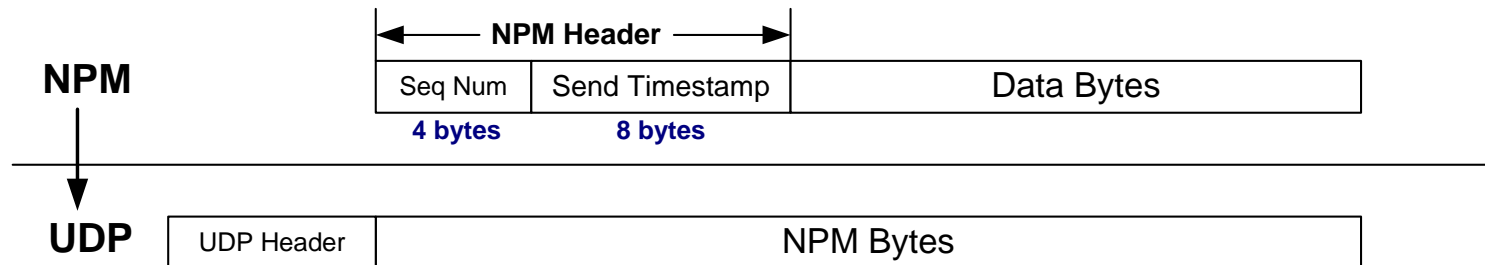 NPM Header
NPM
Seq Num
Send Timestamp
Data Bytes
4 bytes
8 bytes
UDP
UDP Header
NPM Bytes